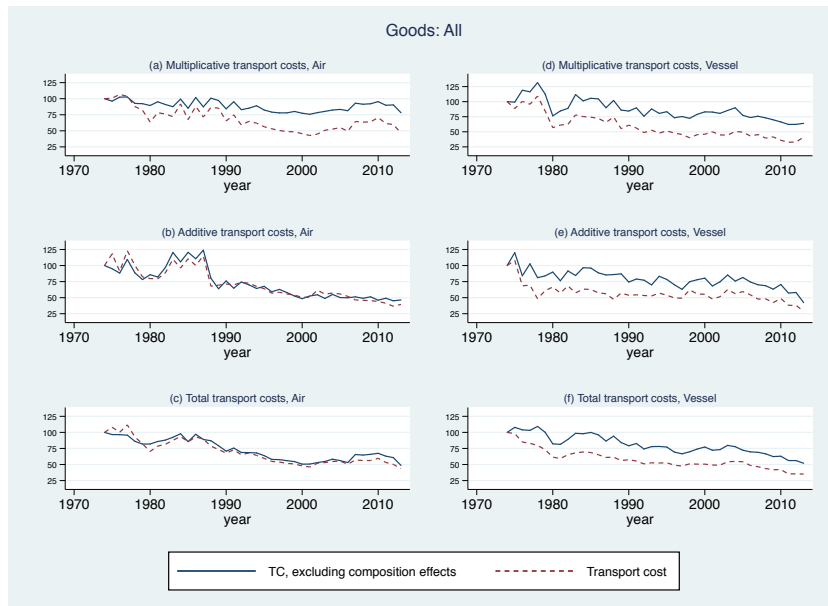 Goods: All
(a) Multiplicative transport costs, Air
125
100
75
50
25
1970 1980 1990 2000 2010
year
(d) Multiplicative transport costs, Vessel
125
100
75
50
25
1970 1980 1990 2000 2010
year
(b) Additive transport costs, Air
125
100
75
50
25
1970 1980 1990 2000 2010
year
(e) Additive transport costs, Vessel
125
100
75
50
25
1970 1980 1990 2000 2010
year
(c) Total transport costs, Air
125
100
75
50
25
1970 1980 1990 2000 2010
year
(f) Total transport costs, Vessel
125
100
75
50
25
1970 1980 1990 2000 2010
year
TC, excluding composition effects Transport cost